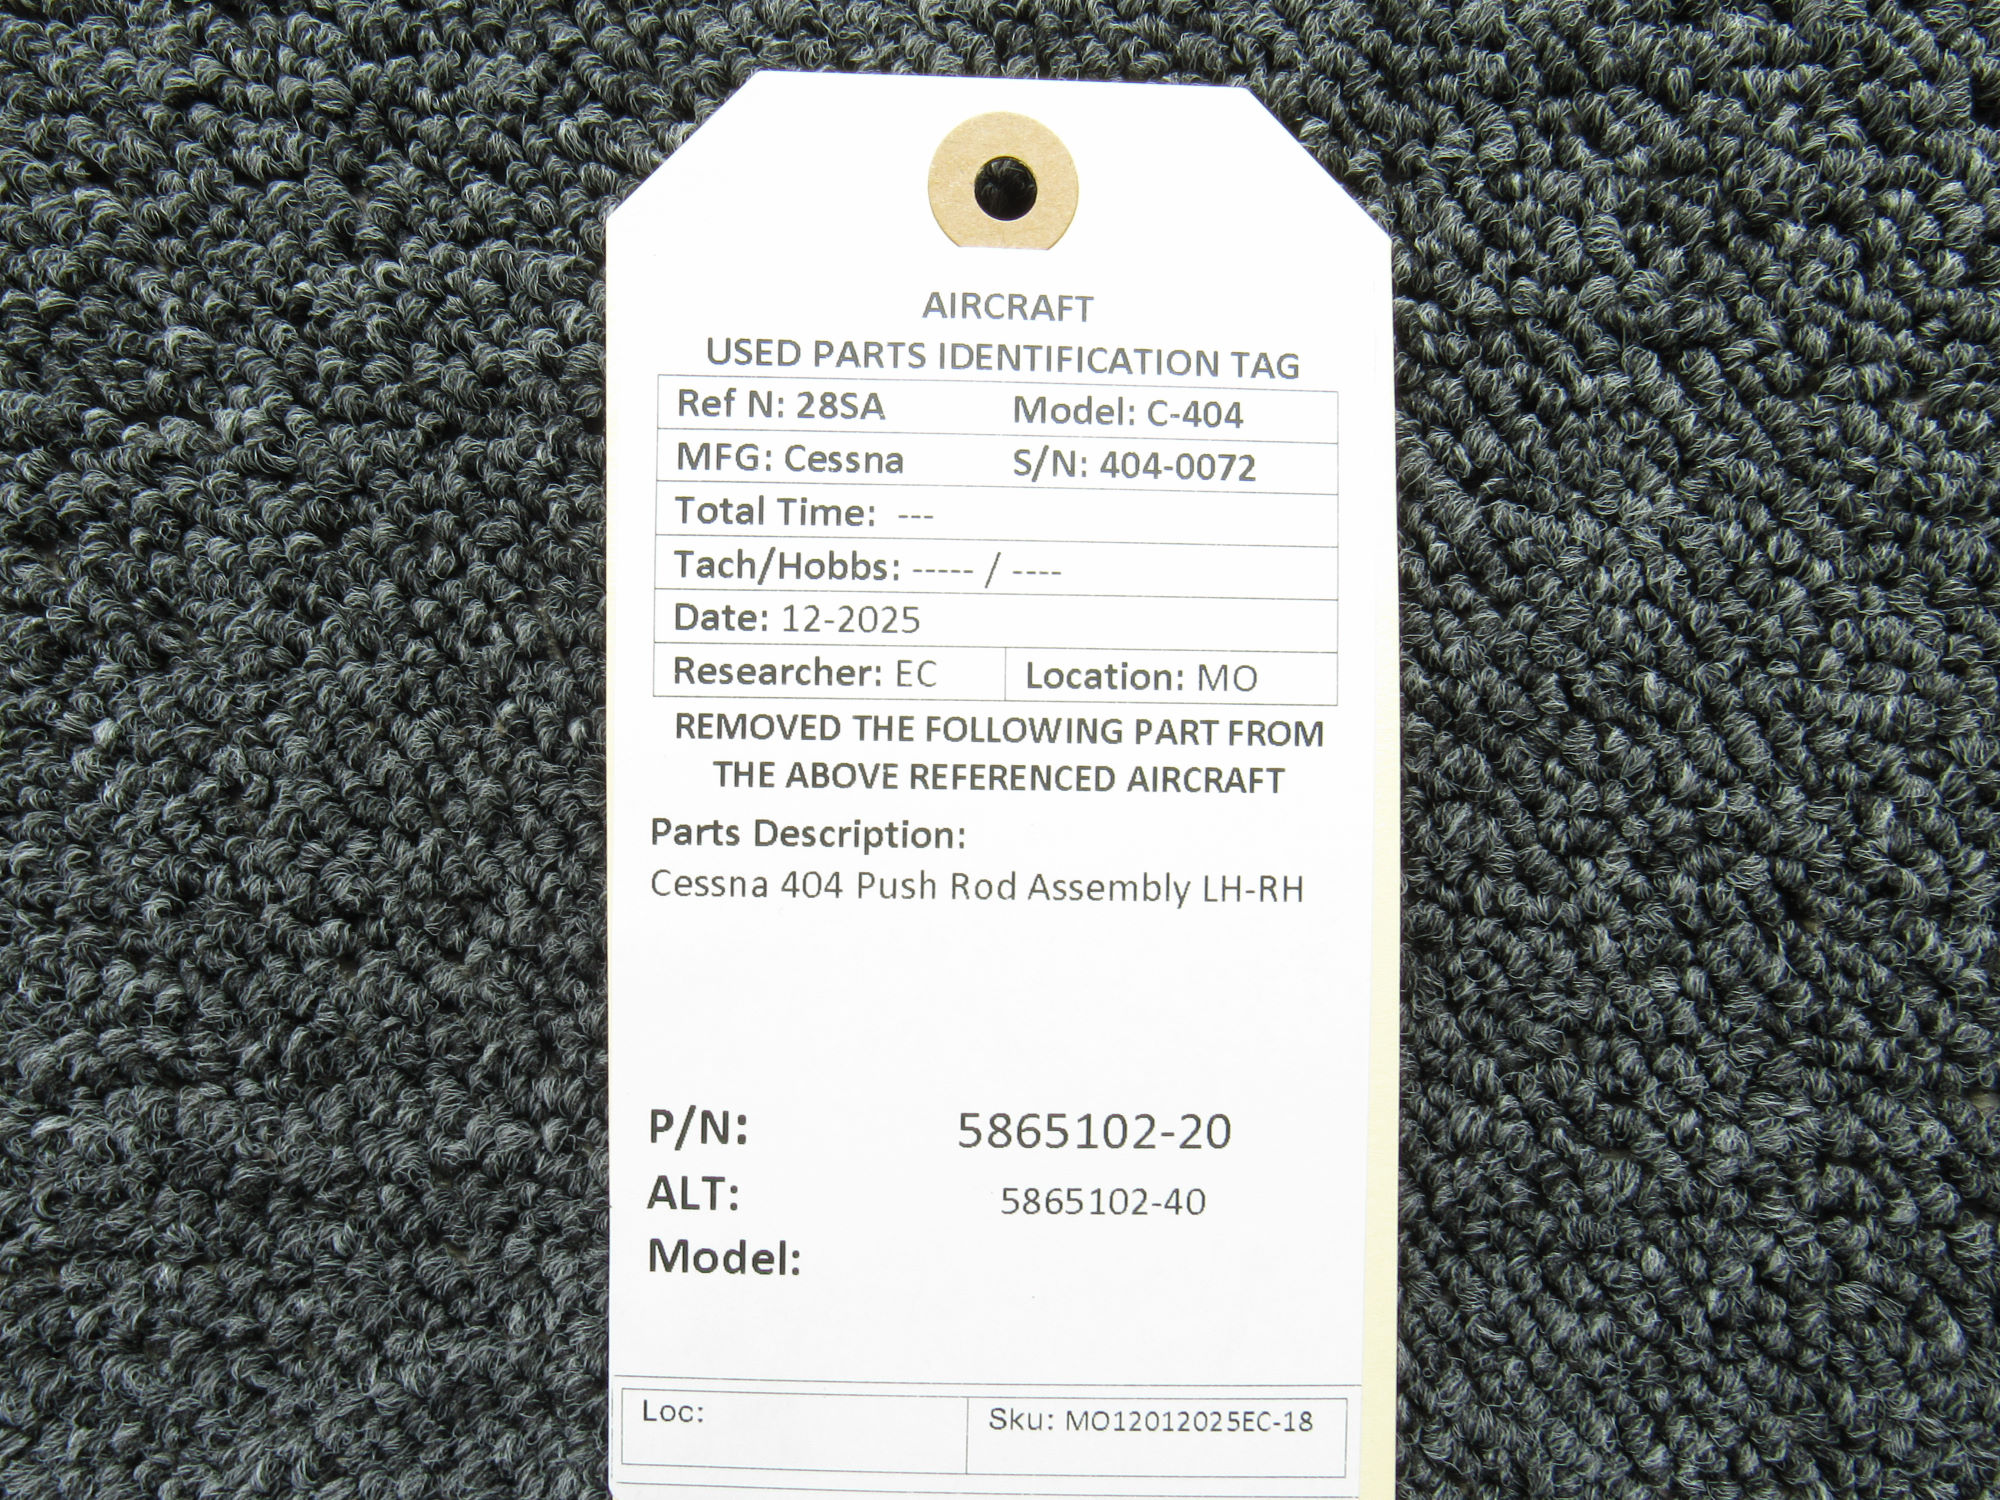 AIRCRAFT
USED PARTS IDENTIFICATION TAG
Ref N: 28SA Model: C-404
MFG: Cessna S/N: 404-0072
Total Time: ---
Tach/Hobbs: ----- / ----
Date: 12-2025
Researcher: EC Location: MO
REMOVED THE FOLLOWING PART FROM
THE ABOVE REFERENCED AIRCRAFT
Parts Description:
Cessna 404 Push Rod Assembly LH-RH
P/N: 5865102-20
ALT: 5865102-40
Model:
Loc: Sku: MO12012025EC-18